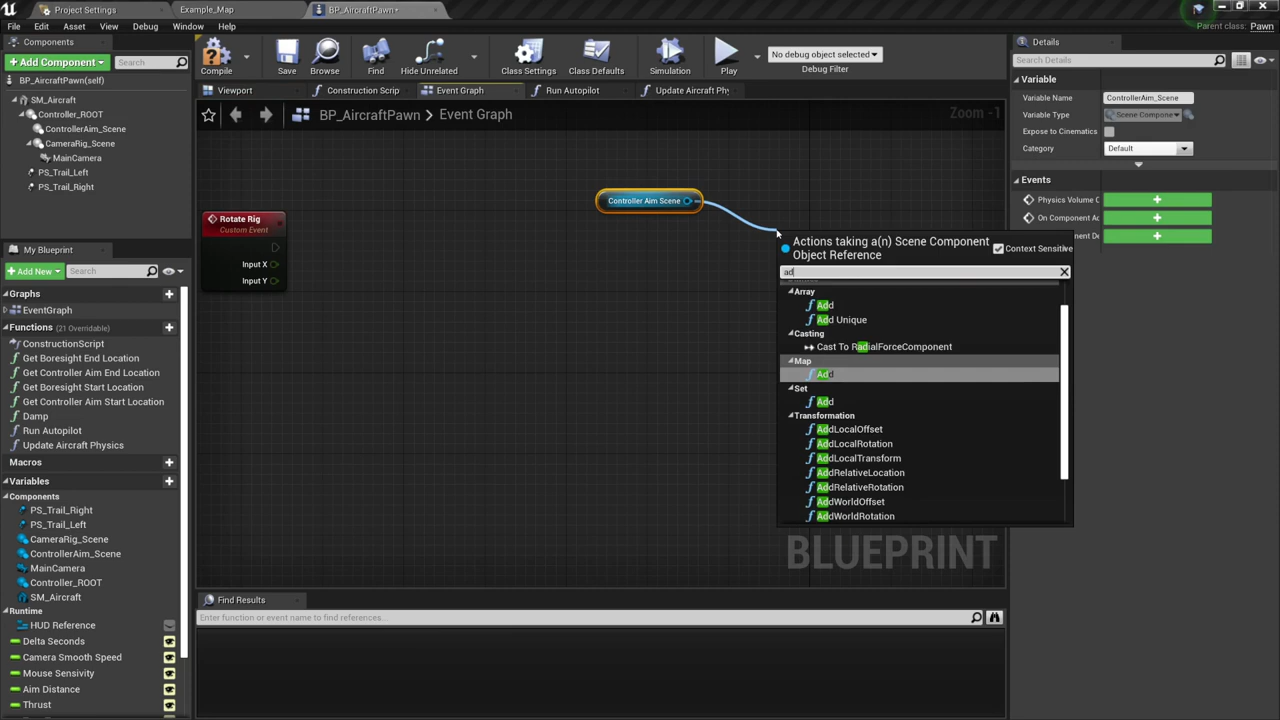 Project Settings
Example_Map
BP_AircraftPawn•
Parent class: Pawn
File Edit Asset View Debug Window Help
Components
Add Component
Search
Compile
Save
Browse
Find
Hide Unrelated
Class Settings
Class Defaults
Simulation
Play
No debug object selected
Debug Filter
Details
Search Details
BP_AircraftPawn(self)
SM_Aircraft
Controller_ROOT
ControllerAim_Scene
CameraRig_Scene
MainCamera
PS_Trail_Left
PS_Trail_Right
Viewport
Construction Scrip
Event Graph
Run Autopilot
Update Aircraft Phy
BP_AircraftPawn > Event Graph
Zoom -1
Variable
Variable Name
ControllerAim_Scene
Variable Type
Scene Compone
Expose to Cinematics
Category
Default
Events
Physics Volume C
On Component Ac
nent De
Rotate Rig
Custom Event
Input X
Input Y
Controller Aim Scene
Actions taking a(n) Scene Component
Object Reference
Context Sensitive
ad
Array
Add
Add Unique
Casting
Cast To RadialForceComponent
Map
Add
Set
Add
Transformation
AddLocalOffset
AddLocalRotation
AddLocalTransform
AddRelativeLocation
AddRelativeRotation
AddWorldOffset
AddWorldRotation
BLUEPRINT
My Blueprint
Add New
Search
Graphs
EventGraph
Functions (21 Overridable)
ConstructionScript
Get Boresight End Location
Get Controller Aim End Location
Get Boresight Start Location
Get Controller Aim Start Location
Damp
Run Autopilot
Update Aircraft Physics
Macros
Variables
Components
PS_Trail_Right
PS_Trail_Left
CameraRig_Scene
ControllerAim_Scene
MainCamera
Controller_ROOT
SM_Aircraft
Runtime
HUD Reference
Delta Seconds
Camera Smooth Speed
Mouse Sensivity
Aim Distance
Thrust
Find Results
Enter function or event name to find references...